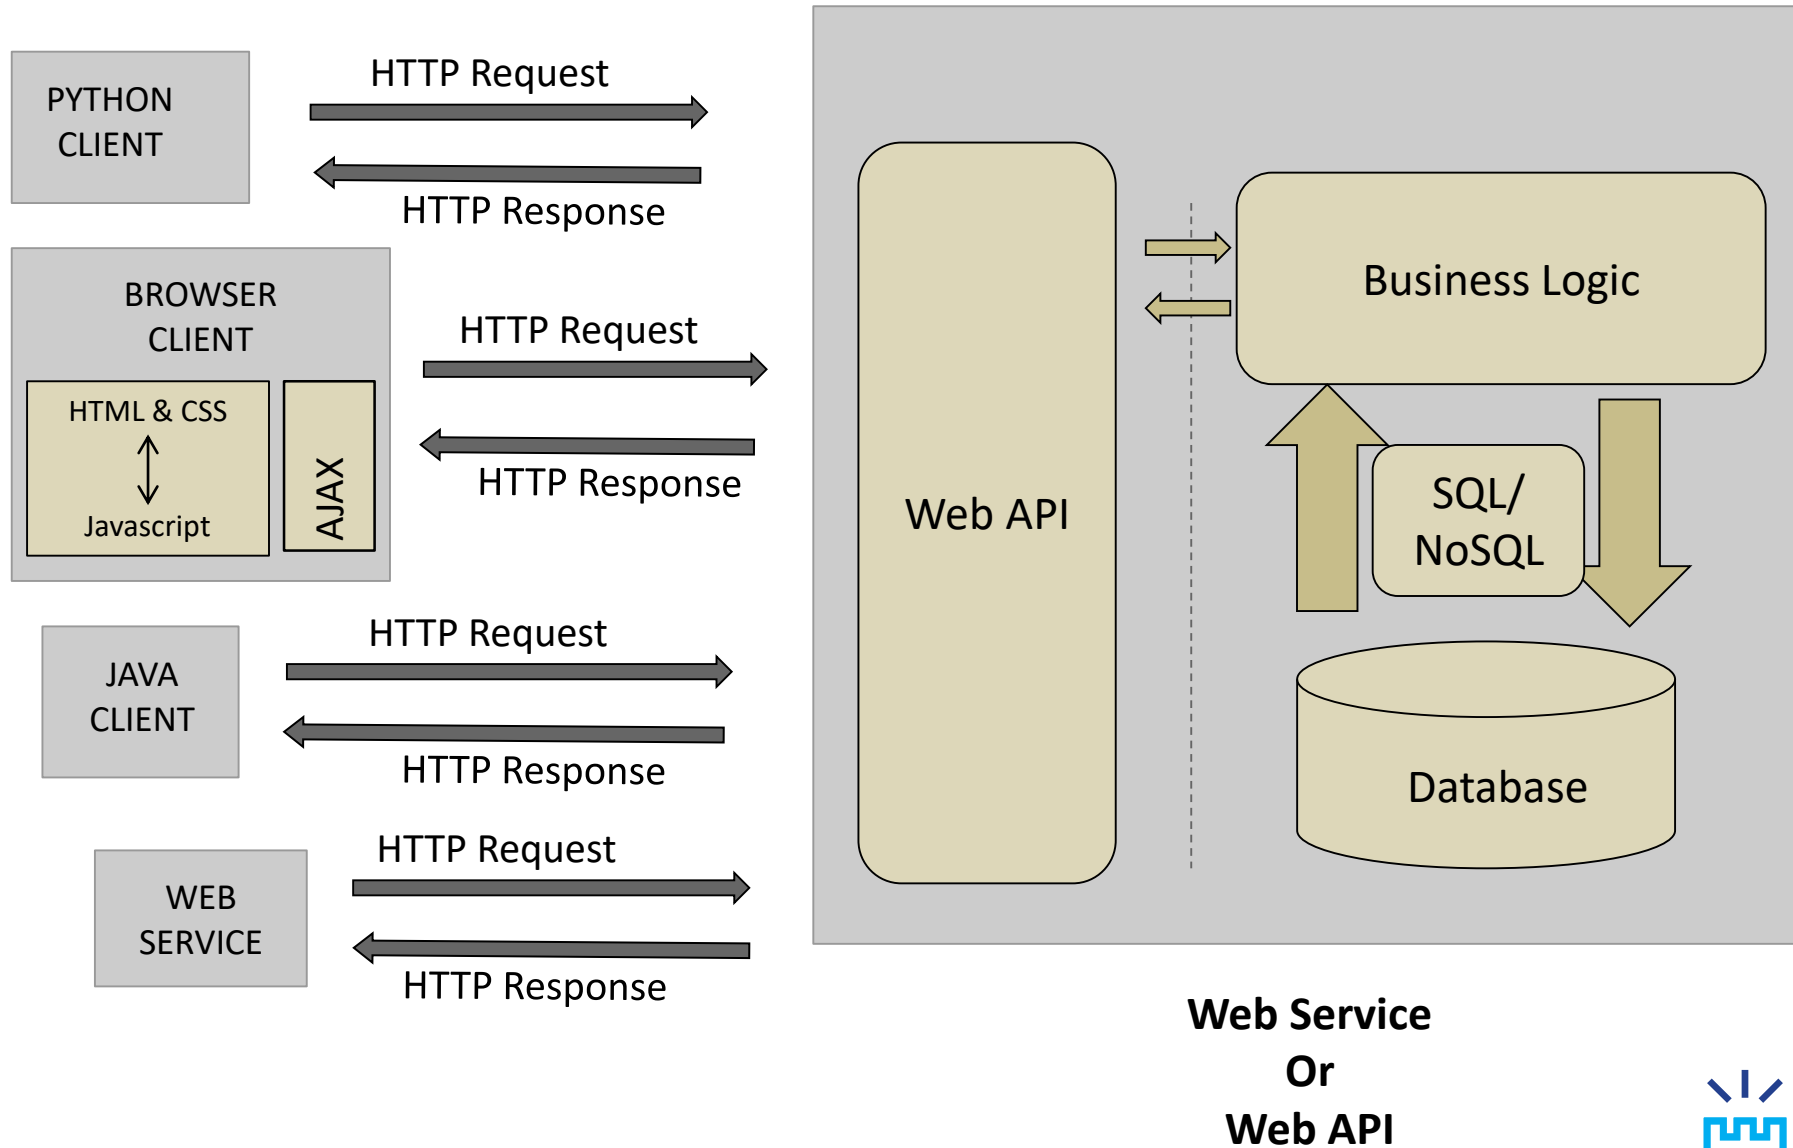 PYTHON
CLIENT
HTTP Request
HTTP Response
BROWSER
CLIENT
HTML & CSS
Javascript
AJAX
HTTP Request
HTTP Response
JAVA
CLIENT
HTTP Request
HTTP Response
WEB
SERVICE
HTTP Request
HTTP Response
Web API
Business Logic
SQL/
NoSQL
Database
Web Service
Or
Web API